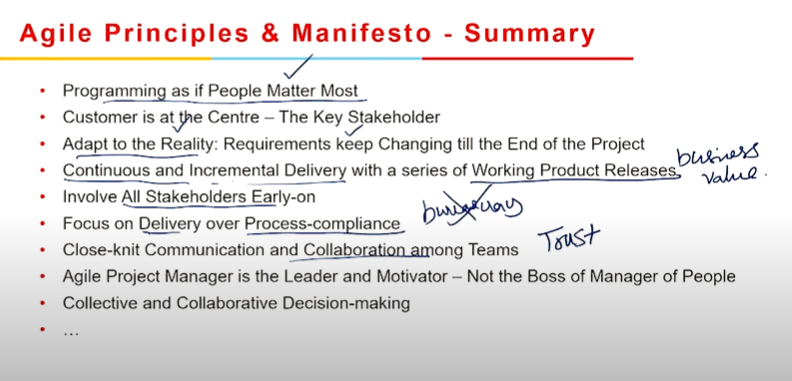 Agile Principles & Manifesto - Summary
• Programming as if People Matter Most
• Customer is at the Centre – The Key Stakeholder
• Adapt to the Reality: Requirements keep Changing till the End of the Project
• Continuous and Incremental Delivery with a series of Working Product Releases, business value.
• Involve All Stakeholders Early-on
• Focus on Delivery over Process-compliance
• Close-knit Communication and Collaboration among Teams Trust
• Agile Project Manager is the Leader and Motivator – Not the Boss of Manager of People
• Collective and Collaborative Decision-making
• …